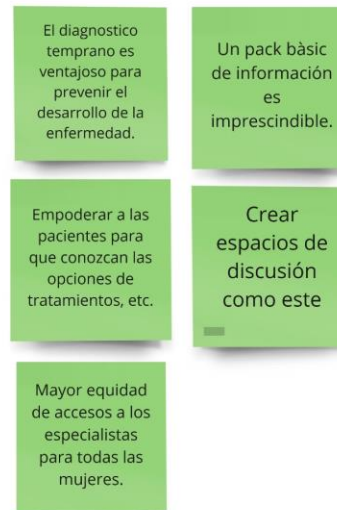 El diagnostico
temprano es
ventajoso para
prevenir el
desarrollo de la
enfermedad.
Un pack bàsic
de información
es
imprescindible.
Empoderar a las
pacientes para
que conozcan las
opciones de
tratamientos, etc.
Crear
espacios de
discusión
como este
Mayor equidad
de accesos a los
especialistas
para todas las
mujeres.